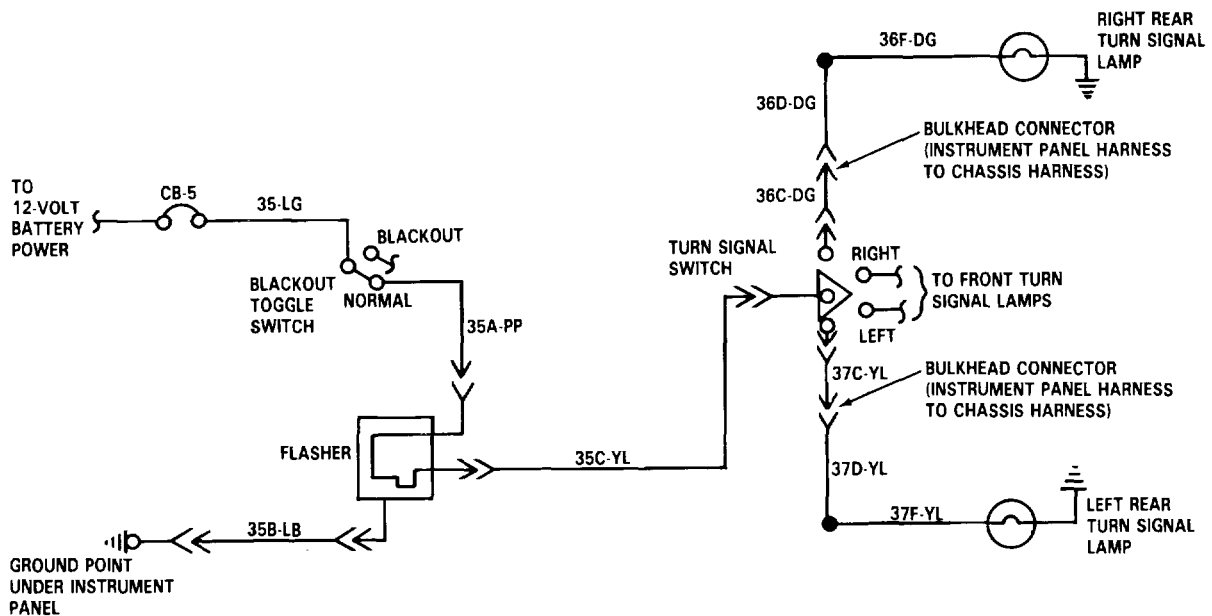 RIGHT REAR
TURN SIGNAL
LAMP
36F-DG
36D-DG
BULKHEAD CONNECTOR
(INSTRUMENT PANEL HARNESS
TO CHASSIS HARNESS)
36C-DG
TO
12-VOLT
BATTERY
POWER
CB-5
35-LG
BLACKOUT
BLACKOUT
TOGGLE
SWITCH
NORMAL
35A-PP
TURN SIGNAL
SWITCH
RIGHT
LEFT
TO FRONT TURN
SIGNAL LAMPS
37C-YL
BULKHEAD CONNECTOR
(INSTRUMENT PANEL HARNESS
TO CHASSIS HARNESS)
FLASHER
35C-YL
37D-YL
37F-YL
LEFT REAR
TURN SIGNAL
LAMP
35B-LB
GROUND POINT
UNDER INSTRUMENT
PANEL